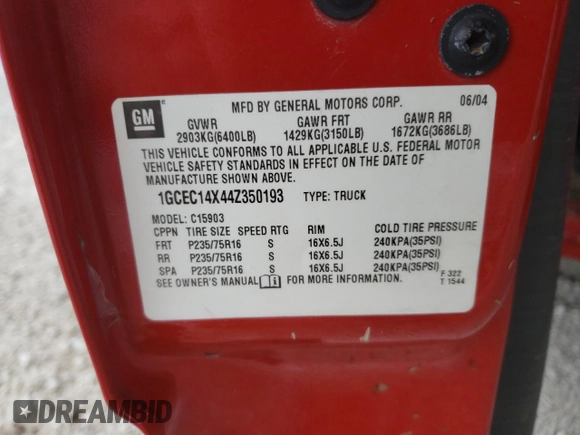 GM
MFD BY GENERAL MOTORS CORP. 06/04
GVWR GAWR FRT GAWR RR
2903KG(6400LB) 1429KG(3150LB) 1672KG(3686LB)
THIS VEHICLE CONFORMS TO ALL APPLICABLE U.S. FEDERAL MOTOR
VEHICLE SAFETY STANDARDS IN EFFECT ON THE DATE OF
MANUFACTURE SHOWN ABOVE.
1GCEC14X44Z350193 TYPE: TRUCK
MODEL: C15903
CPPN TIRE SIZE SPEED RTG RIM COLD TIRE PRESSURE
FRT P235/75R16 S 16X6.5J 240KPA(35PSI)
RR P235/75R16 S 16X6.5J 240KPA(35PSI)
SPA P235/75R16 S 16X6.5J 240KPA(35PSI)
SEE OWNER'S MANUAL FOR MORE INFORMATION.
F 322
T 1544
DREAMBID